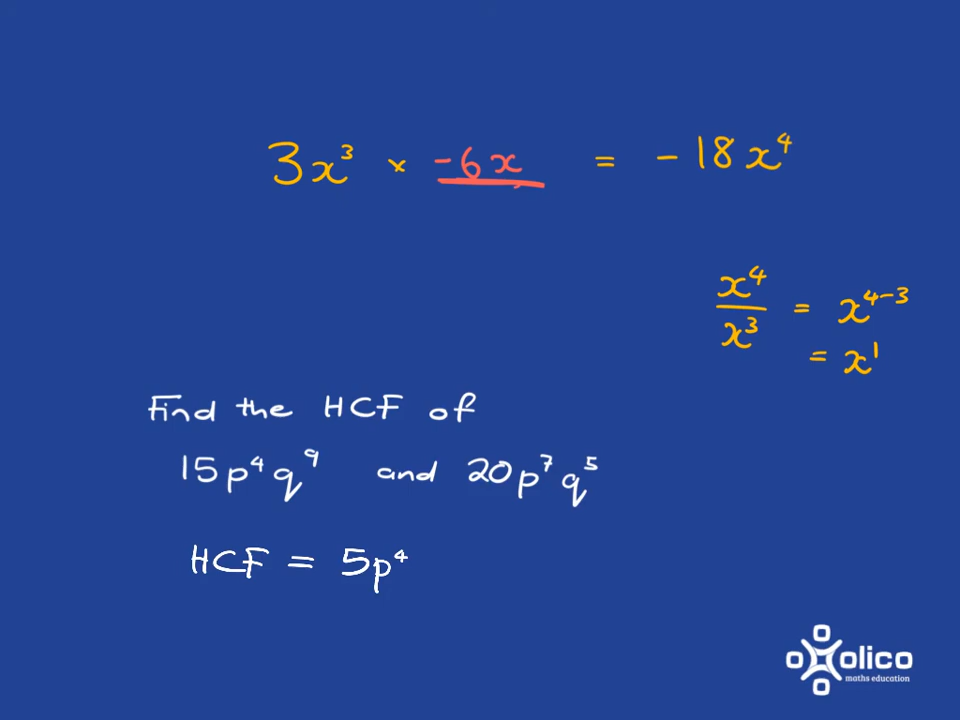 3x³ × -6x = -18x⁴
x⁴/x³ = x⁴⁻³
= x¹
Find the HCF of
15p⁴q⁹ and 20p⁷q⁵
HCF = 5p⁴
olico
maths education